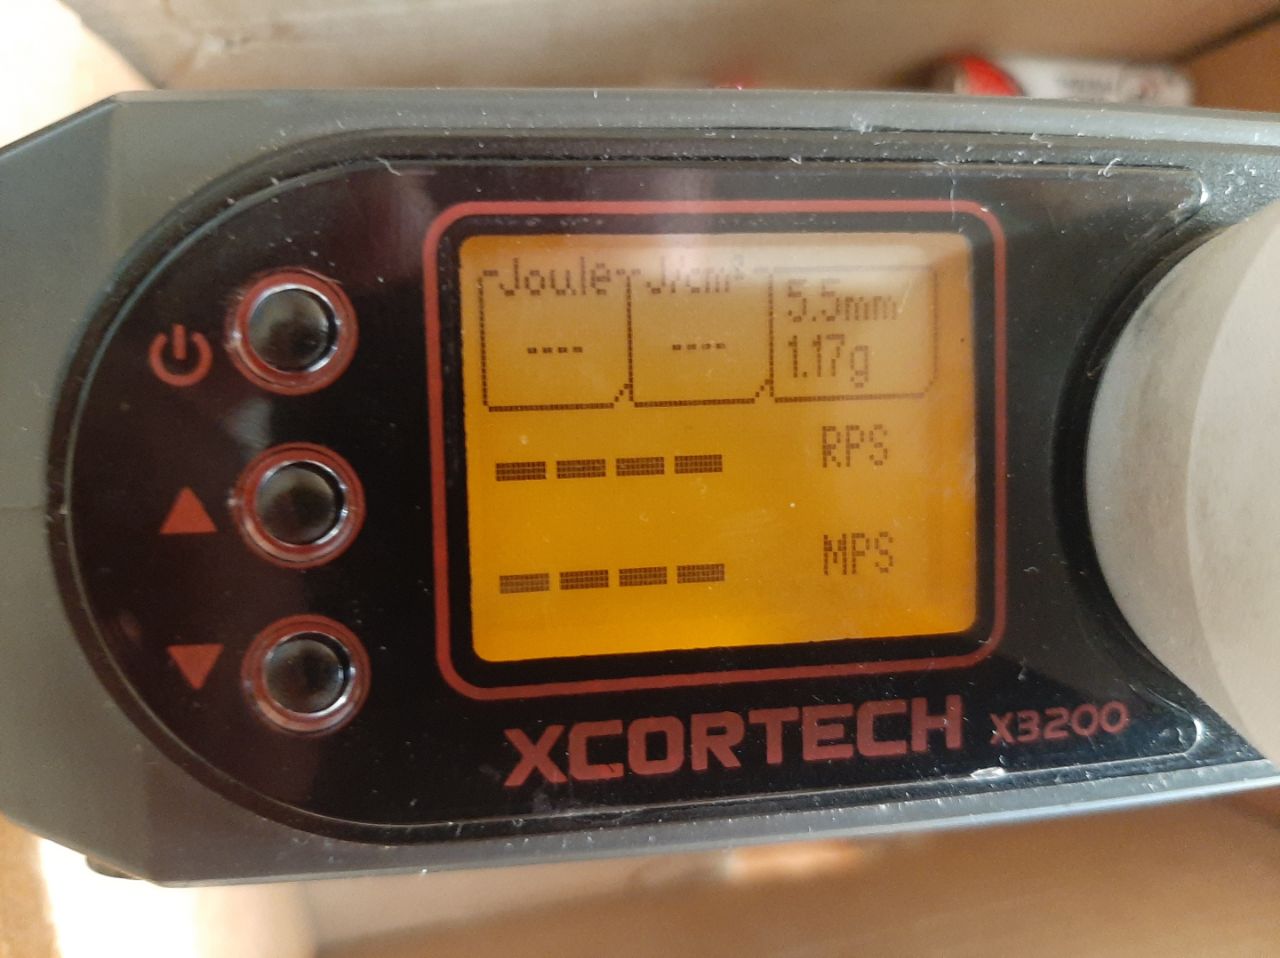 Joule J/cm² 5.5mm
---- ---- 1.17g
---- RPS
---- MPS
XCORTECH X3200